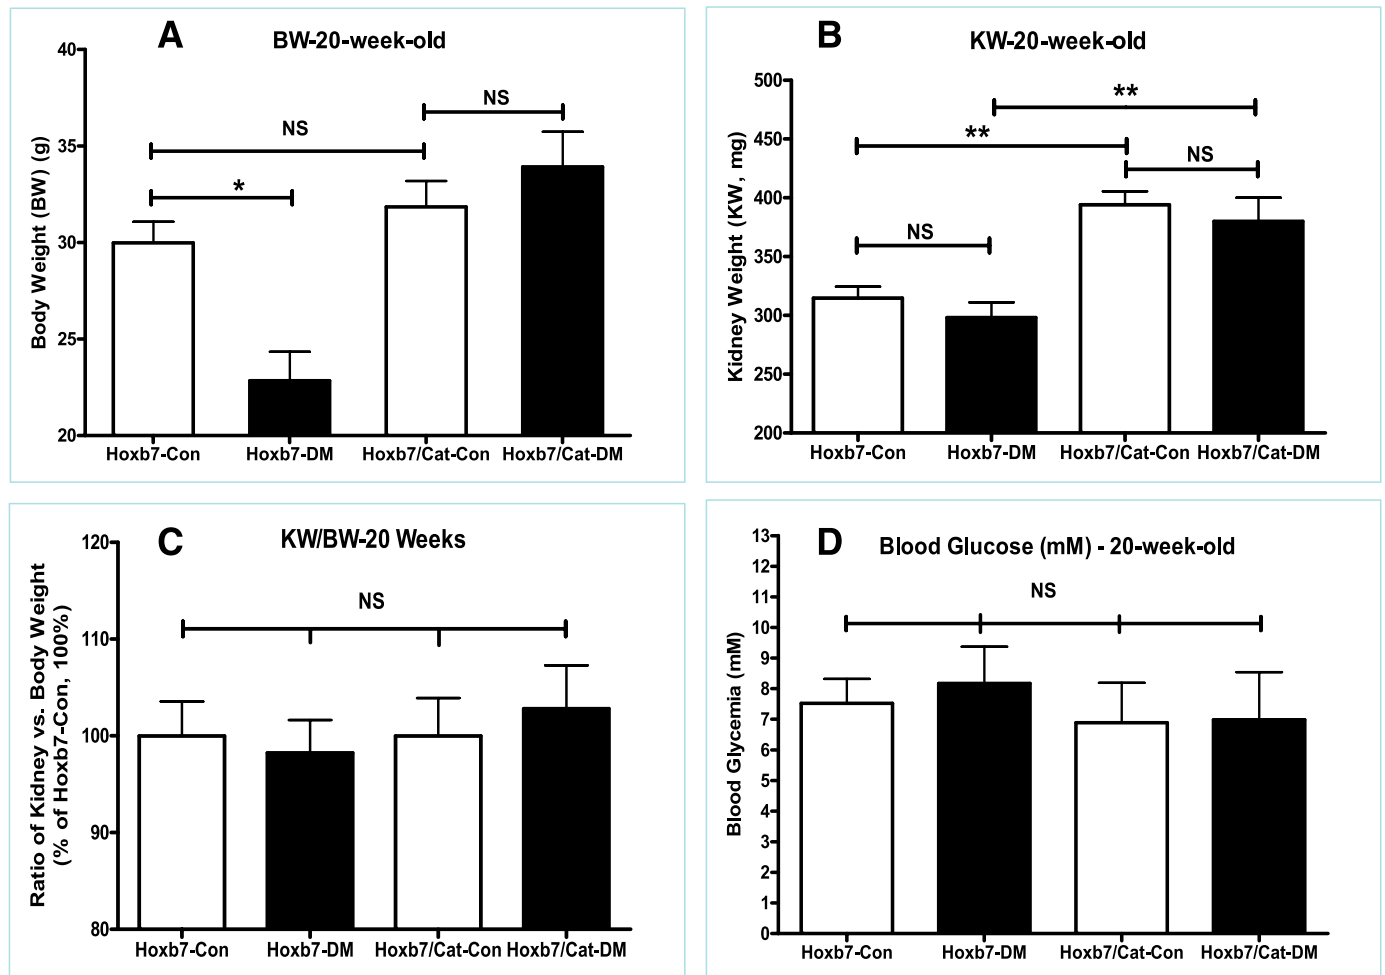 A
BW-20-week-old
Body Weight (BW) (g)
40
35
30
25
20
NS
NS
*
Hoxb7-Con
Hoxb7-DM
Hoxb7/Cat-Con
Hoxb7/Cat-DM
B
KW-20-week-old
Kidney Weight (KW, mg)
500
450
400
350
300
250
200
**
**
NS
NS
Hoxb7-Con
Hoxb7-DM
Hoxb7/Cat-Con
Hoxb7/Cat-DM
C
KW/BW-20 Weeks
Ratio of Kidney vs. Body Weight
(% of Hoxb7-Con, 100%)
120
110
100
90
80
NS
Hoxb7-Con
Hoxb7-DM
Hoxb7/Cat-Con
Hoxb7/Cat-DM
D
Blood Glucose (mM) - 20-week-old
Blood Glycemia (mM)
13
12
11
10
9
8
7
6
5
4
3
2
1
0
NS
Hoxb7-Con
Hoxb7-DM
Hoxb7/Cat-Con
Hoxb7/Cat-DM